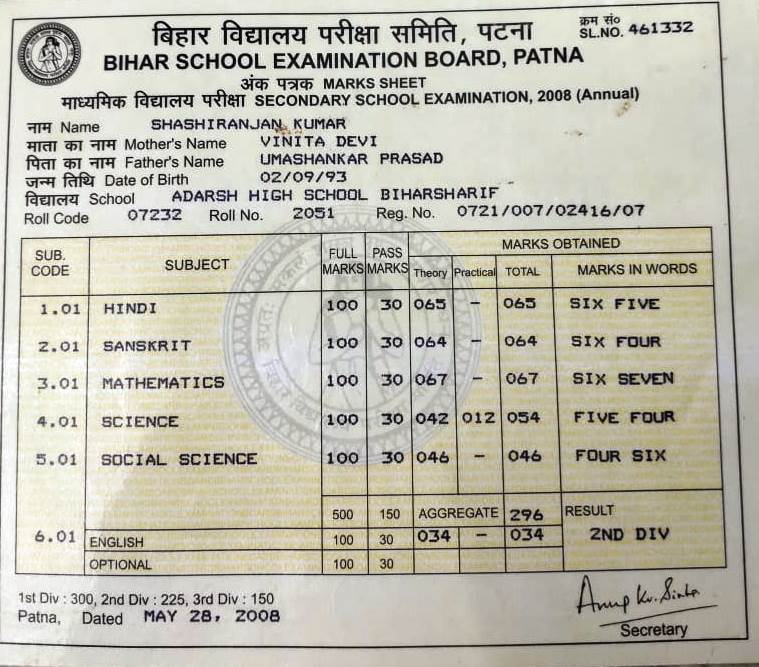 बिहार विद्यालय परीक्षा समिति, पटना
क्रम सं०
SL.NO. 461332
BIHAR SCHOOL EXAMINATION BOARD, PATNA
अंक पत्रक MARKS SHEET
माध्यमिक विद्यालय परीक्षा SECONDARY SCHOOL EXAMINATION, 2008 (Annual)
नाम Name SHASHIRANJAN KUMAR
माता का नाम Mother's Name VINITA DEVI
पिता का नाम Father's Name UMASHANKAR PRASAD
जन्म तिथि Date of Birth 02/09/93
विद्यालय School ADARSH HIGH SCHOOL BIHARSHARIF
Roll Code 07232 Roll No. 2051 Reg. No. 0721/007/02416/07
SUB. CODE SUBJECT FULL MARKS PASS MARKS MARKS OBTAINED
Theory Practical TOTAL MARKS IN WORDS
1.01 HINDI 100 30 065 - 065 SIX FIVE
2.01 SANSKRIT 100 30 064 - 064 SIX FOUR
3.01 MATHEMATICS 100 30 067 - 067 SIX SEVEN
4.01 SCIENCE 100 30 042 012 054 FIVE FOUR
5.01 SOCIAL SCIENCE 100 30 046 - 046 FOUR SIX
500 150 AGGREGATE 296 RESULT
6.01 ENGLISH 100 30 034 - 034 2ND DIV
OPTIONAL 100 30
1st Div : 300, 2nd Div : 225, 3rd Div : 150
Patna, Dated MAY 28, 2008
Secretary